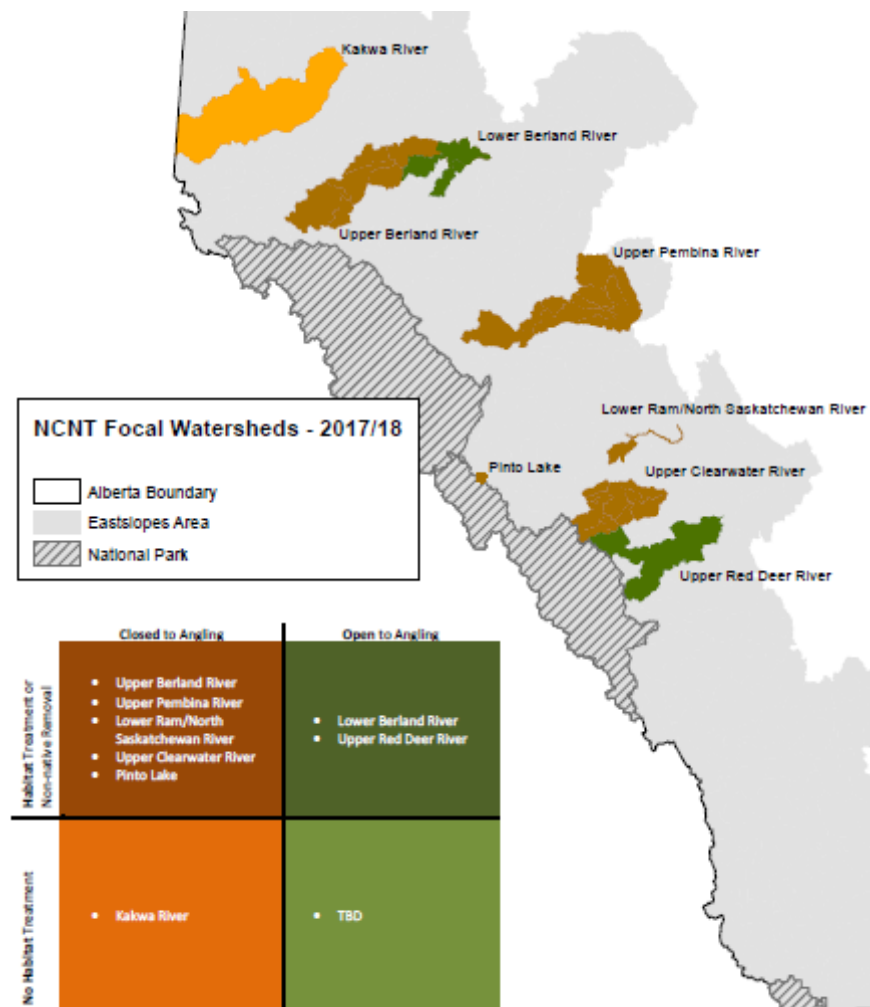 Kakwa River
Lower Berland River
Upper Berland River
Upper Pembina River
Lower Ram/North Saskatchewan River
Pinto Lake
Upper Clearwater River
Upper Red Deer River
NCNT Focal Watersheds - 2017/18
Alberta Boundary
Eastslopes Area
National Park
Closed to Angling
Open to Angling
Habitat Treatment or
Non-native Removal
• Upper Berland River
• Upper Pembina River
• Lower Ram/North
Saskatchewan River
• Upper Clearwater River
• Pinto Lake
• Lower Berland River
• Upper Red Deer River
No Habitat Treatment
• Kakwa River
• TBD